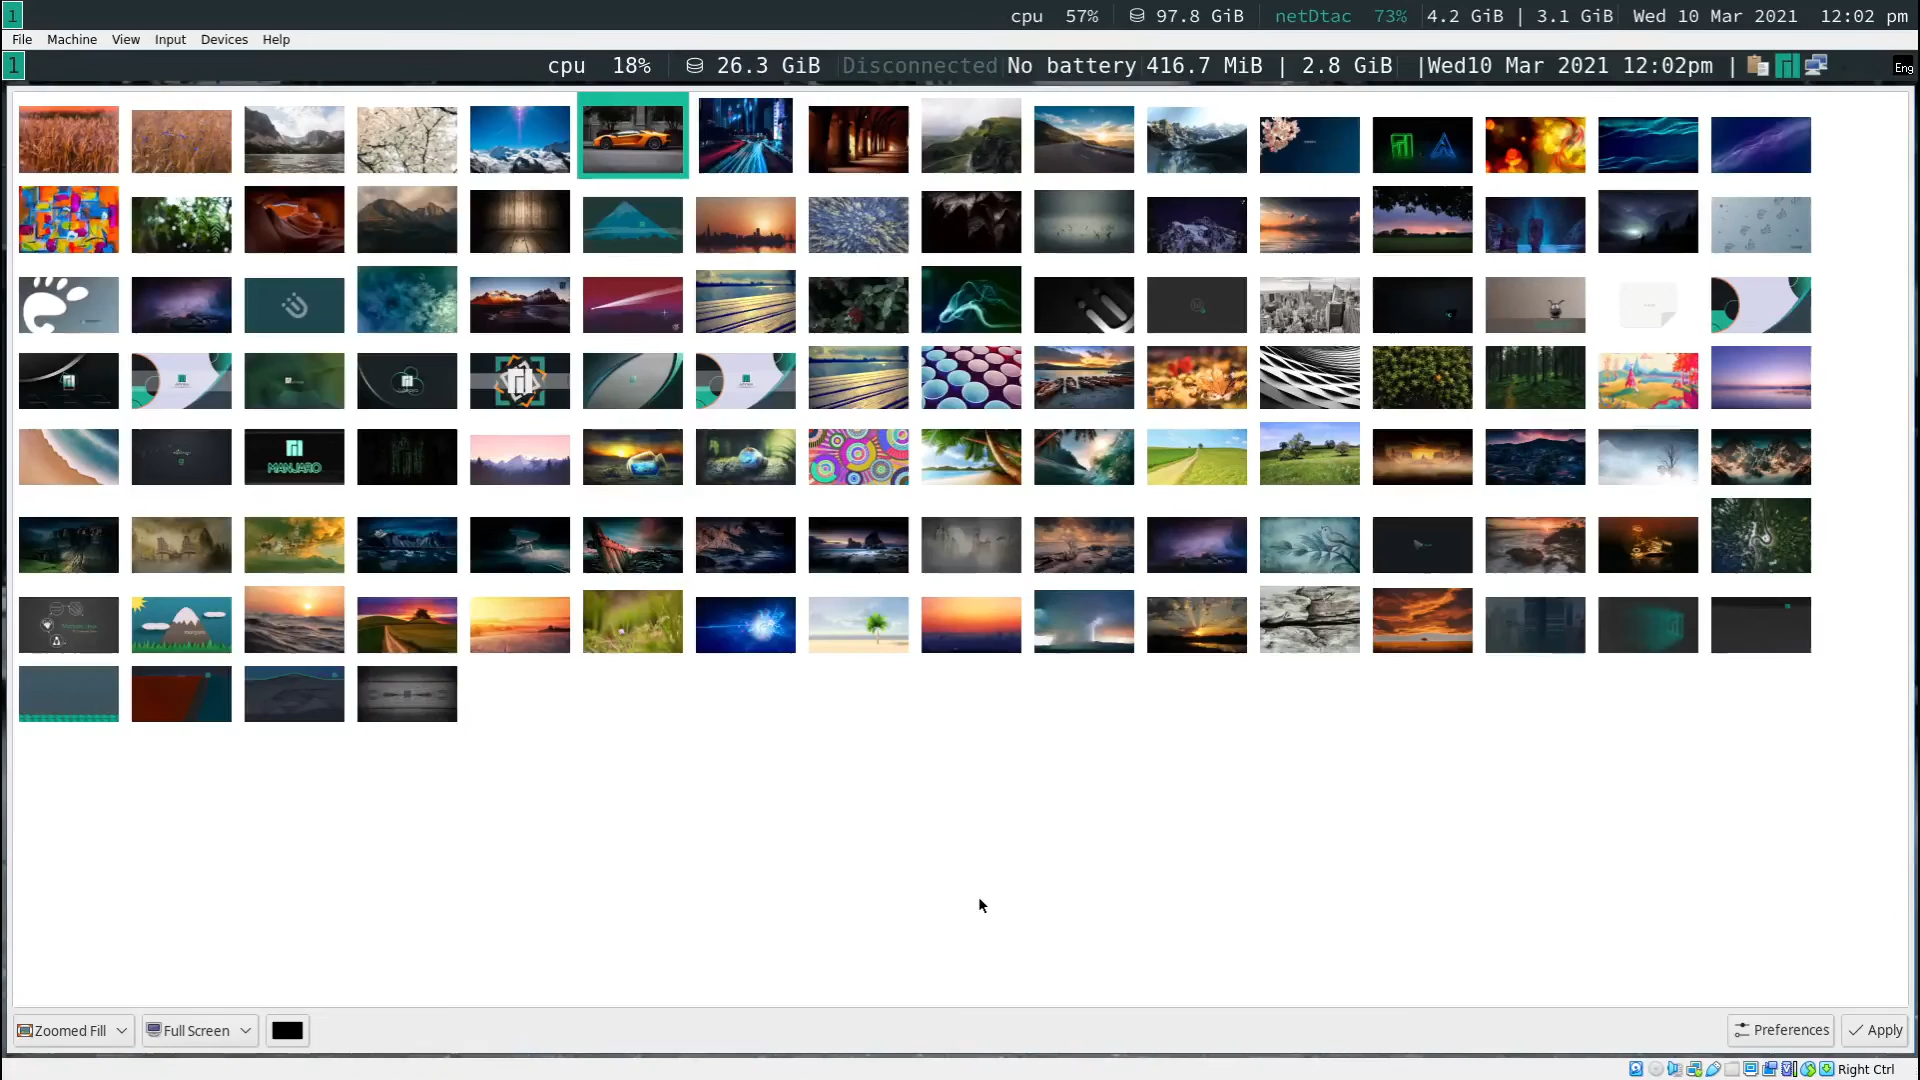 1 cpu 57% 97.8 GiB netDtac 73% 4.2 GiB | 3.1 GiB Wed 10 Mar 2021 12:02 pm
File Machine View Input Devices Help
1 cpu 18% 26.3 GiB Disconnected No battery 416.7 MiB | 2.8 GiB |Wed10 Mar 2021 12:02pm | Eng
MANJARO
Zoomed Fill Full Screen Preferences Apply
Right Ctrl